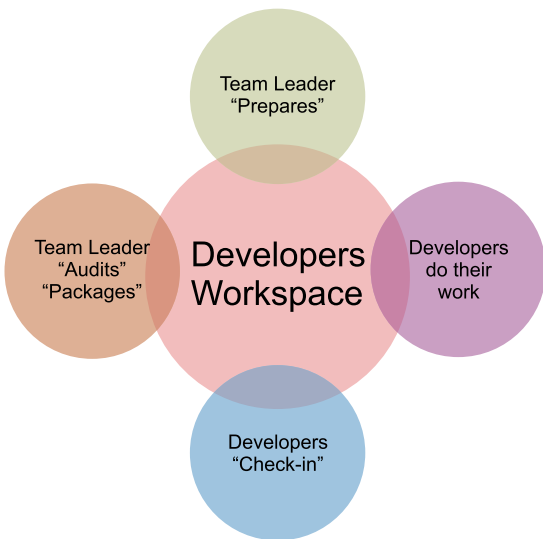 Team Leader
“Prepares”
Team Leader
“Audits”
“Packages”
Developers
Workspace
Developers
do their
work
Developers
“Check-in”